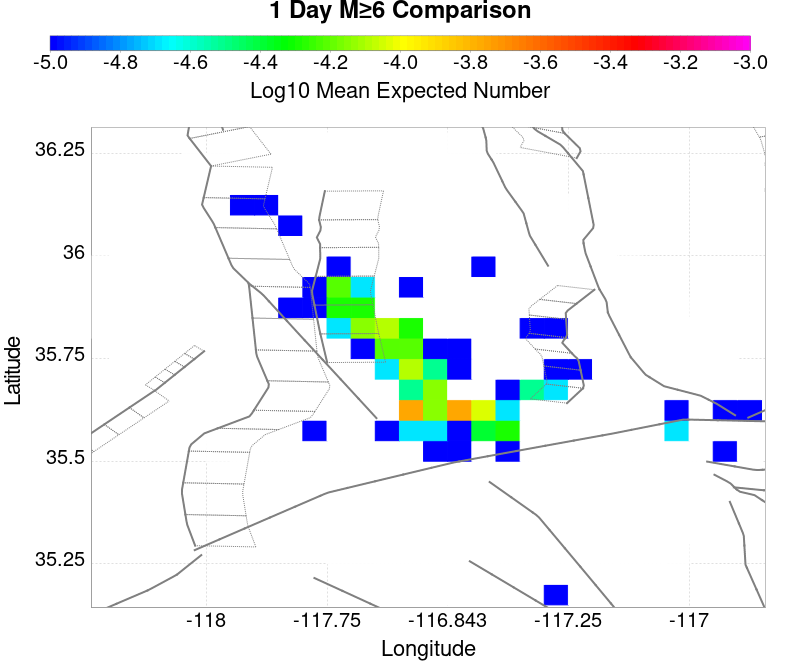 1 Day M≥6 Comparison
-5.0 -4.8 -4.6 -4.4 -4.2 -4.0 -3.8 -3.6 -3.4 -3.2 -3.0
Log10 Mean Expected Number
36.25
36
35.75
35.5
35.25
Latitude
-118 -117.75 -116.843 -117.25 -117
Longitude